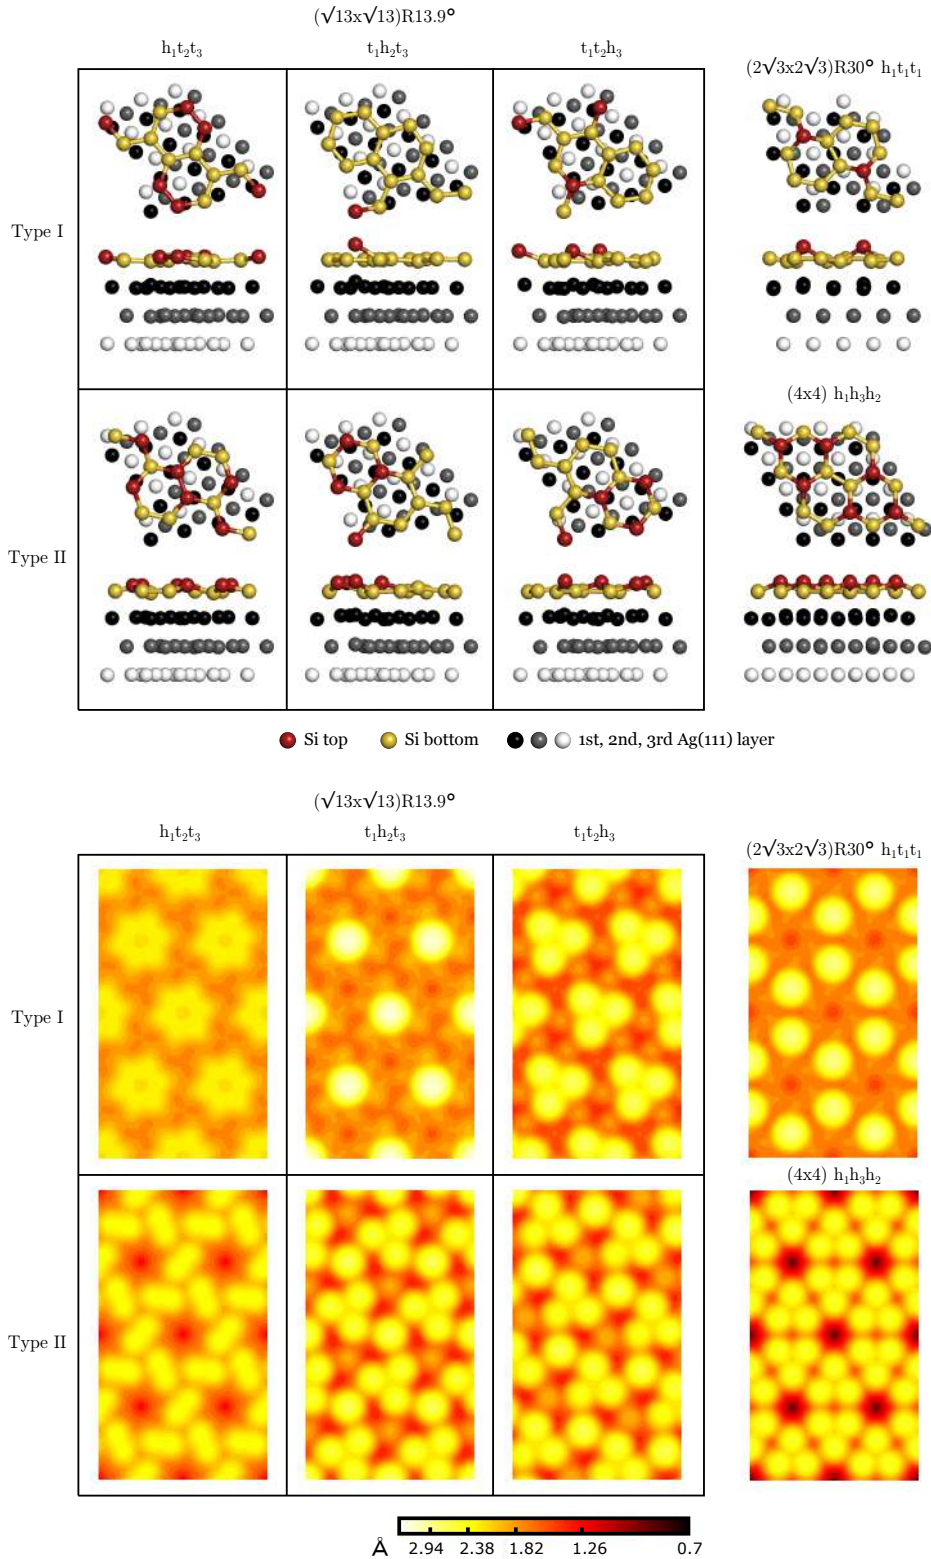 (√13x√13)R13.9°
h₁t₂t₃ t₁h₂t₃ t₁t₂h₃
(2√3x2√3)R30° h₁t₁t₁
Type I
(4x4) h₁h₃h₂
Type II
Si top Si bottom 1st, 2nd, 3rd Ag(111) layer
(√13x√13)R13.9°
h₁t₂t₃ t₁h₂t₃ t₁t₂h₃
(2√3x2√3)R30° h₁t₁t₁
Type I
(4x4) h₁h₃h₂
Type II
Å 2.94 2.38 1.82 1.26 0.7